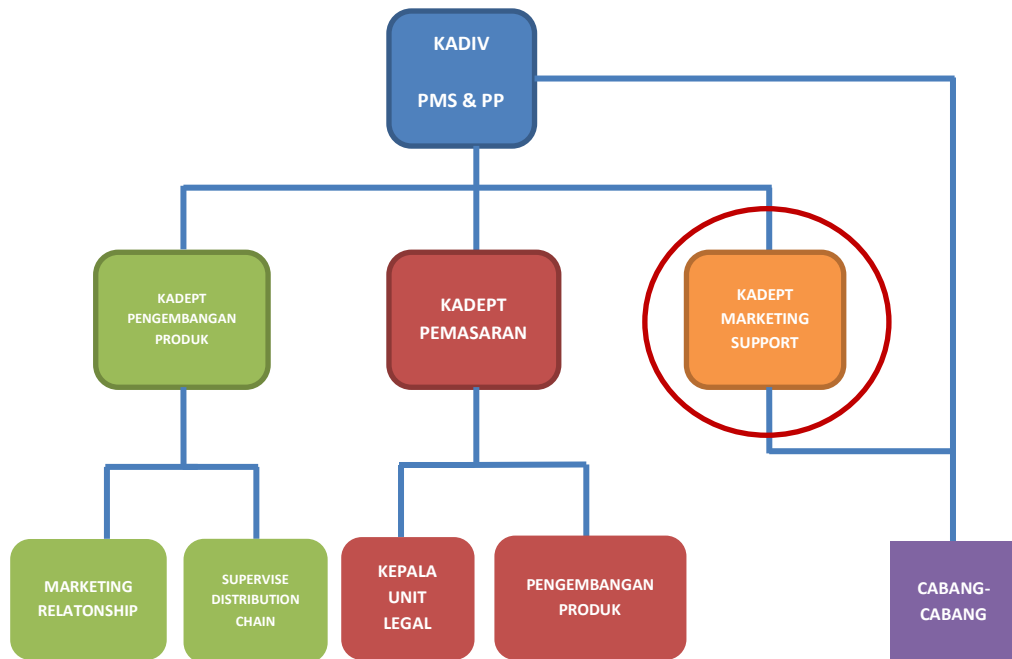 KADIV
PMS & PP
KADEPT
PENGEMBANGAN
PRODUK
KADEPT
PEMASARAN
KADEPT
MARKETING
SUPPORT
MARKETING
RELATONSHIP
SUPERVISE
DISTRIBUTION
CHAIN
KEPALA
UNIT
LEGAL
PENGEMBANGAN
PRODUK
CABANG-
CABANG